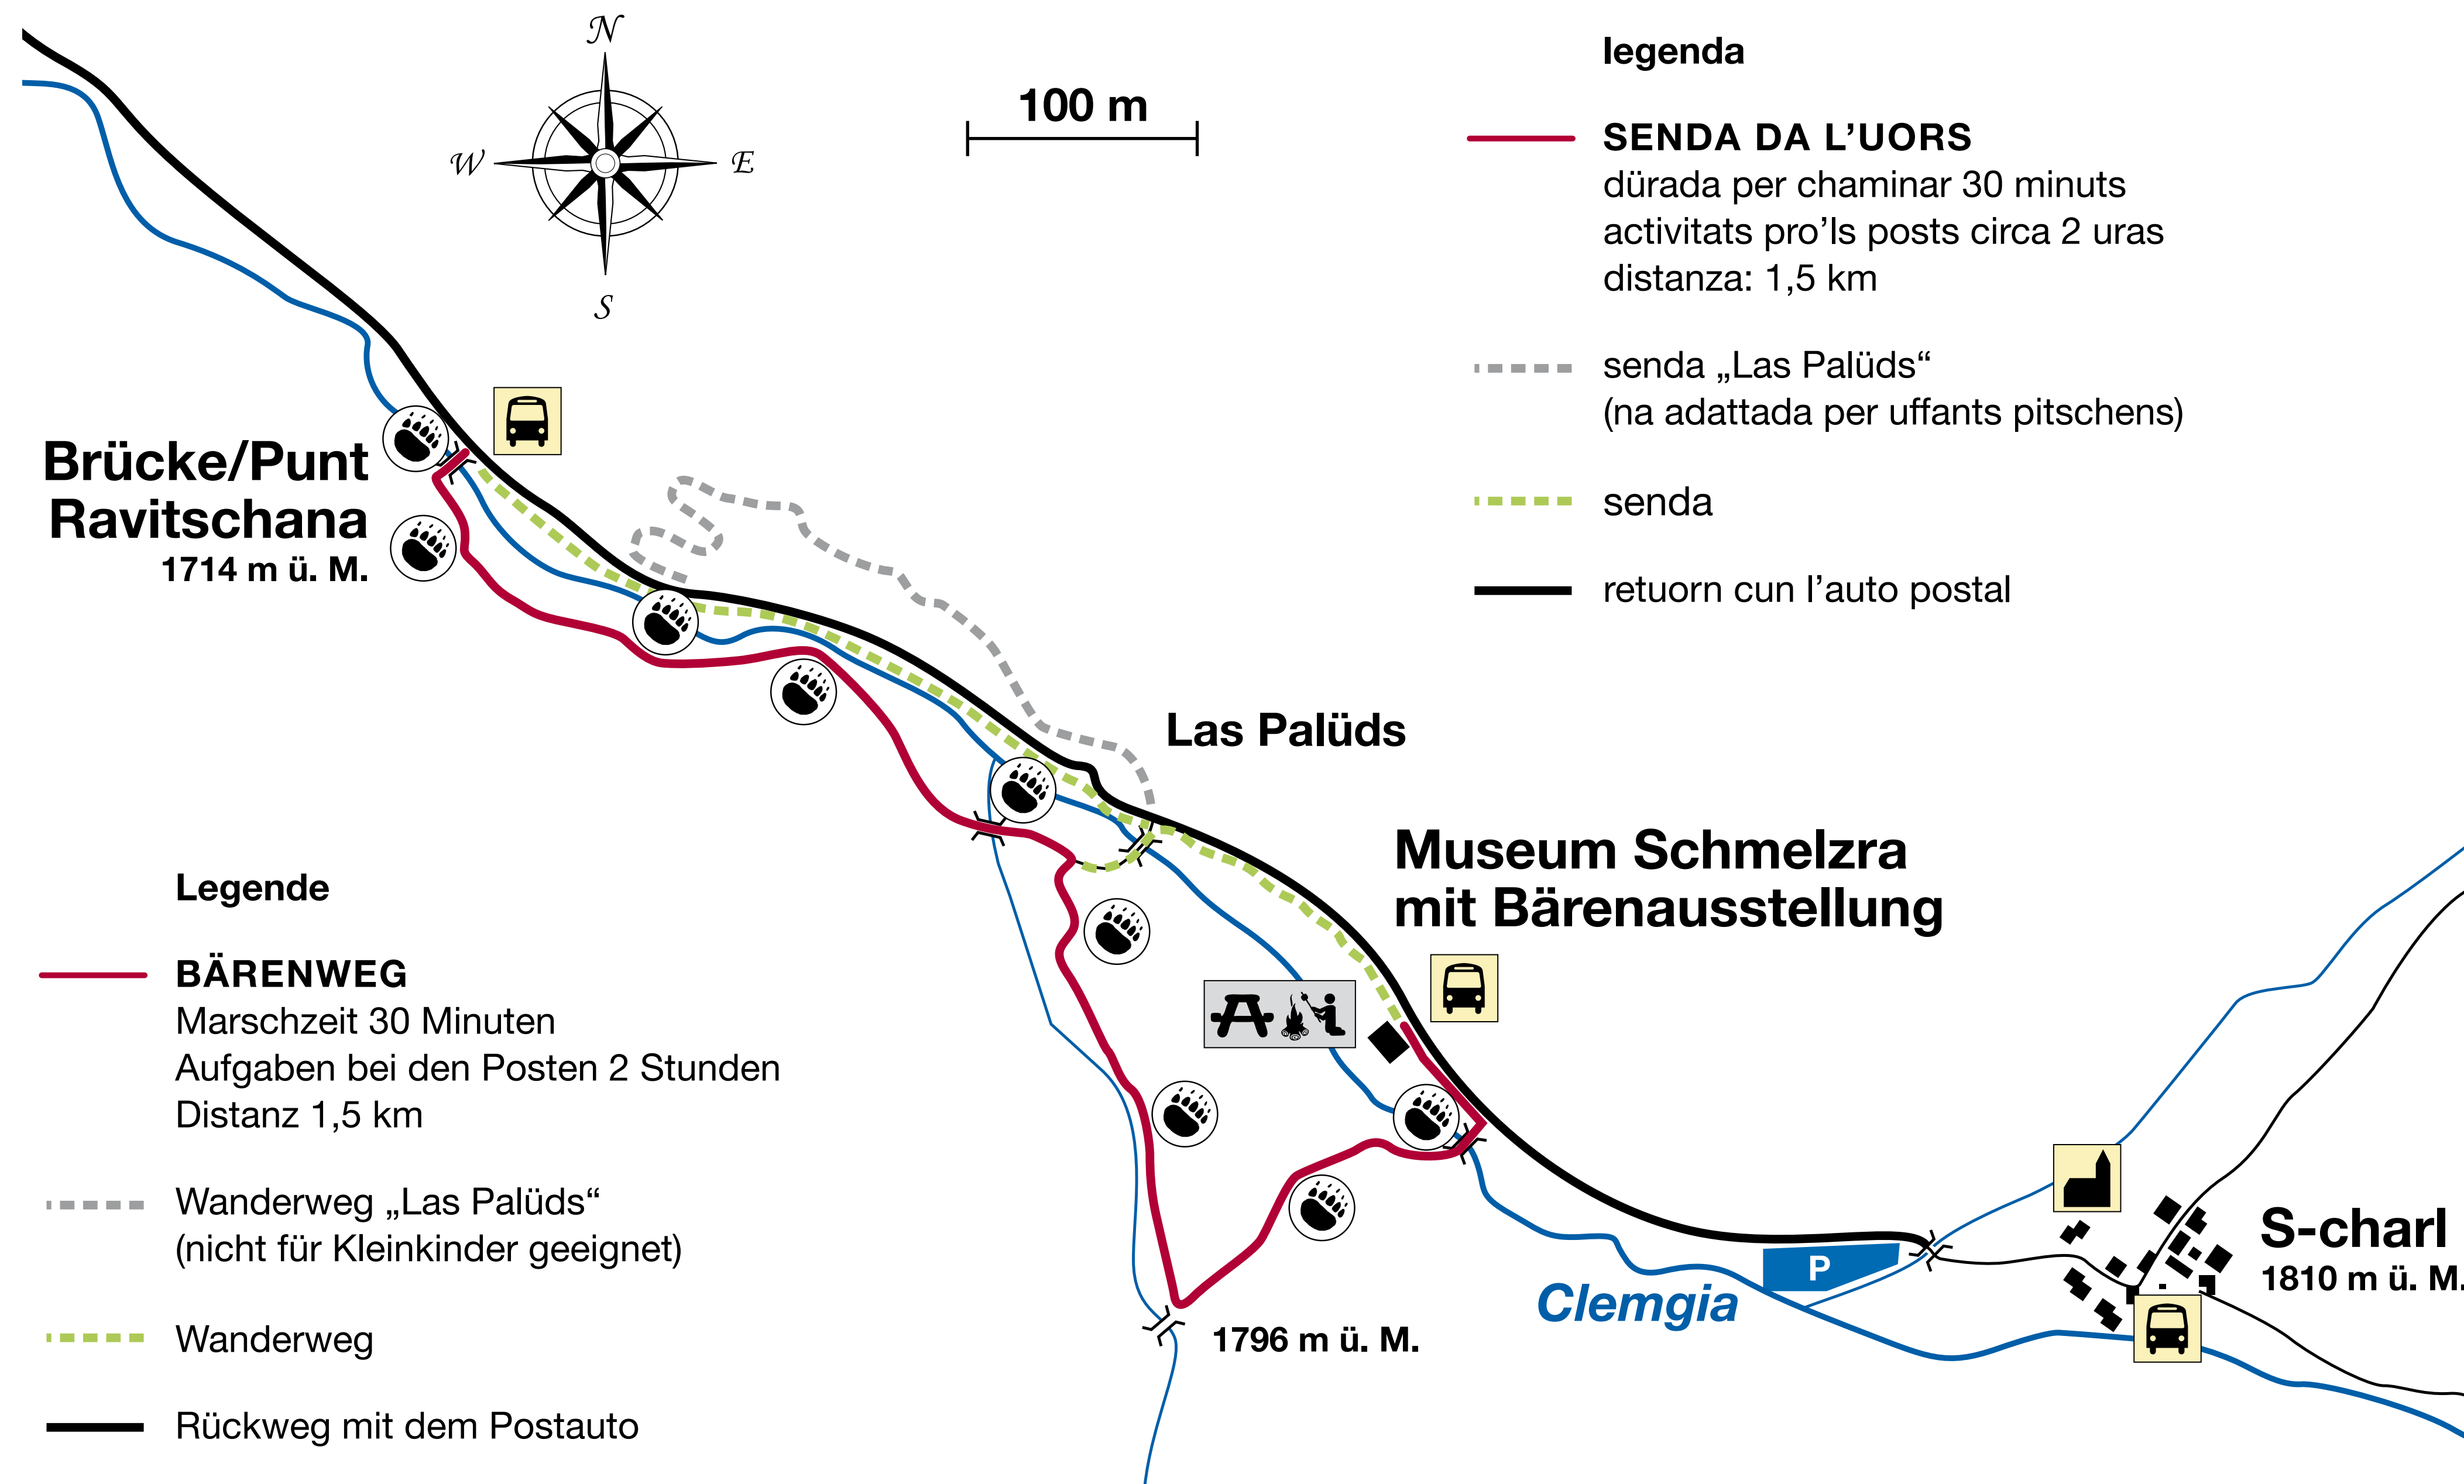 N
W
E
S
100 m
legenda
SENDA DA L’UORS
dürada per chaminar 30 minuts
activitats pro’ls posts circa 2 uras
distanza: 1,5 km
senda „Las Palüds“
(na adattada per uffants pitschens)
senda
retuorn cun l’auto postal
Brücke/Punt
Ravitschana
1714 m ü. M.
Las Palüds
Museum Schmelzra
mit Bärenausstellung
Legende
BÄRENWEG
Marschzeit 30 Minuten
Aufgaben bei den Posten 2 Stunden
Distanz 1,5 km
Wanderweg „Las Palüds“
(nicht für Kleinkinder geeignet)
Wanderweg
Rückweg mit dem Postauto
1796 m ü. M.
Clemgia
P
S-charl
1810 m ü. M.